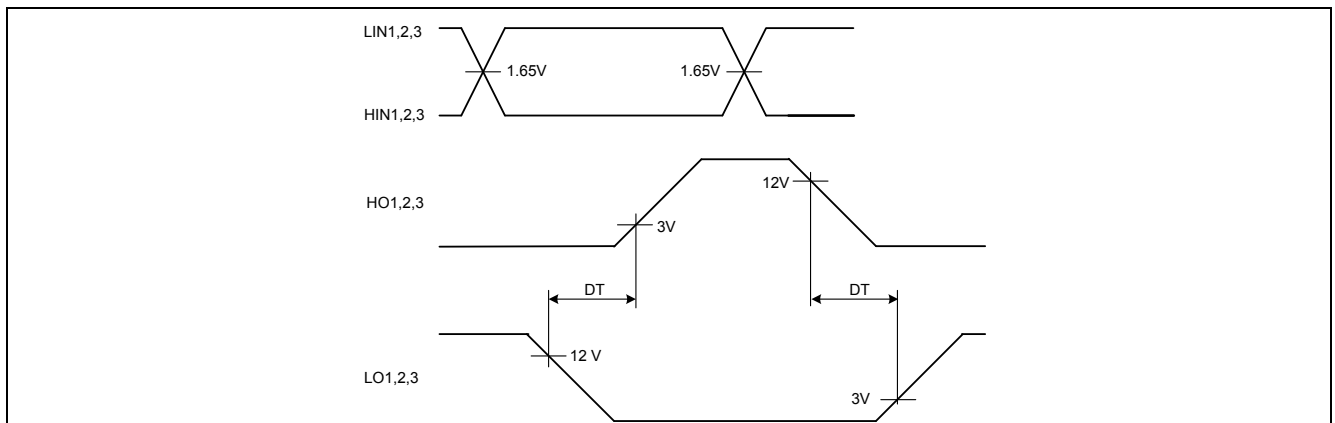 LIN1,2,3
1.65V
1.65V
HIN1,2,3
12V
HO1,2,3
3V
DT
DT
12 V
LO1,2,3
3V